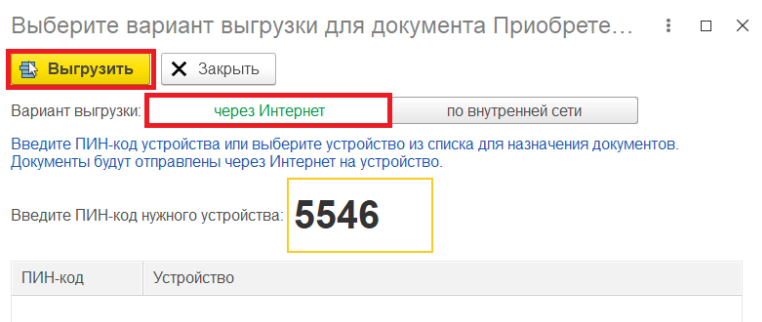 Выберите вариант выгрузки для документа Приобрете...
Выгрузить
Закрыть
Вариант выгрузки: через Интернет по внутренней сети
Введите ПИН-код устройства или выберите устройство из списка для назначения документов.
Документы будут отправлены через Интернет на устройство.
Введите ПИН-код нужного устройства: 5546
ПИН-код Устройство